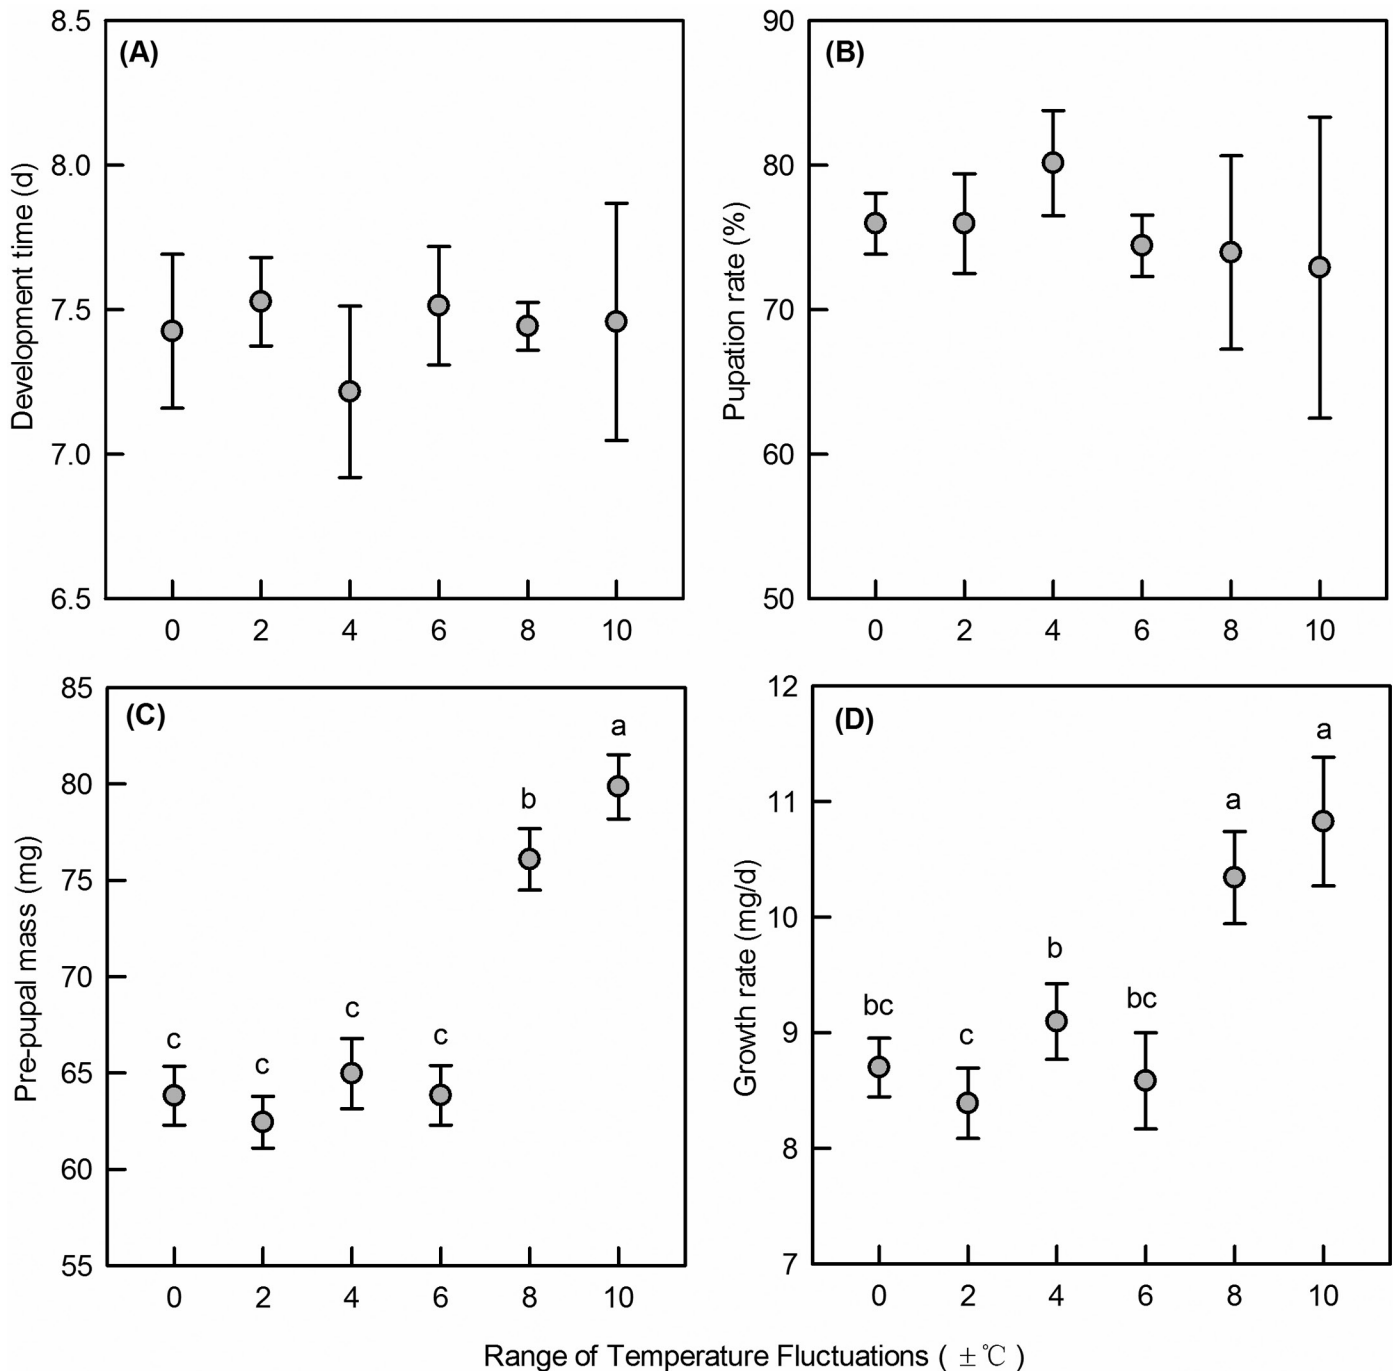 (A)
Development time (d)
8.5
8.0
7.5
7.0
6.5
0 2 4 6 8 10
(B)
Pupation rate (%)
90
80
70
60
50
0 2 4 6 8 10
(C)
Pre-pupal mass (mg)
85
80
75
70
65
60
55
c c c c b a
0 2 4 6 8 10
(D)
Growth rate (mg/d)
12
11
10
9
8
7
bc c b bc a a
0 2 4 6 8 10
Range of Temperature Fluctuations ( ±℃ )